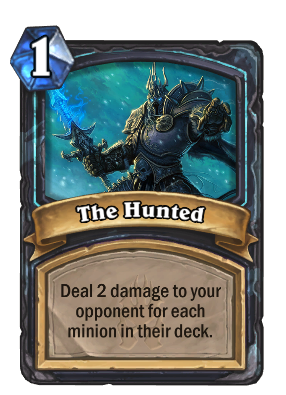 1
The Hunted
Deal 2 damage to your
opponent for each
minion in their deck.